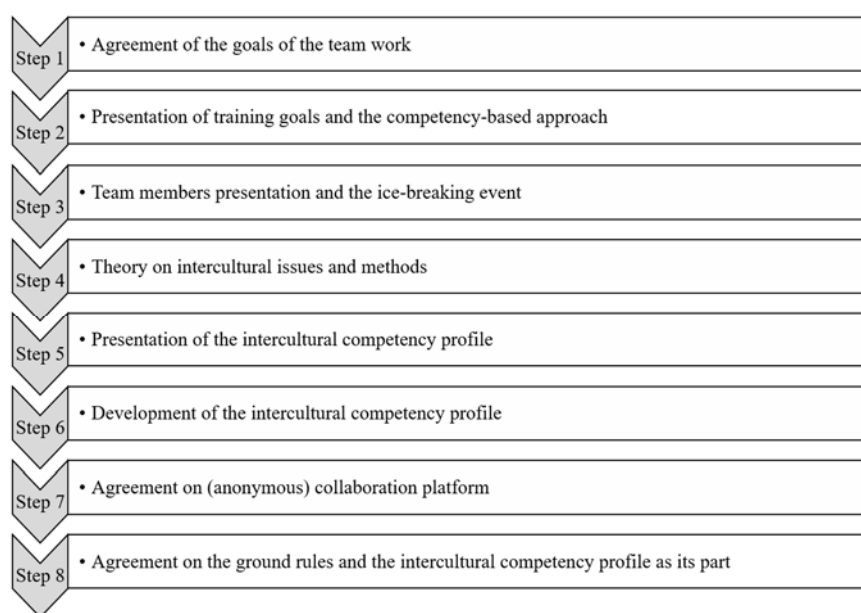 Step 1
• Agreement of the goals of the team work
Step 2
• Presentation of training goals and the competency-based approach
Step 3
• Team members presentation and the ice-breaking event
Step 4
• Theory on intercultural issues and methods
Step 5
• Presentation of the intercultural competency profile
Step 6
• Development of the intercultural competency profile
Step 7
• Agreement on (anonymous) collaboration platform
Step 8
• Agreement on the ground rules and the intercultural competency profile as its part